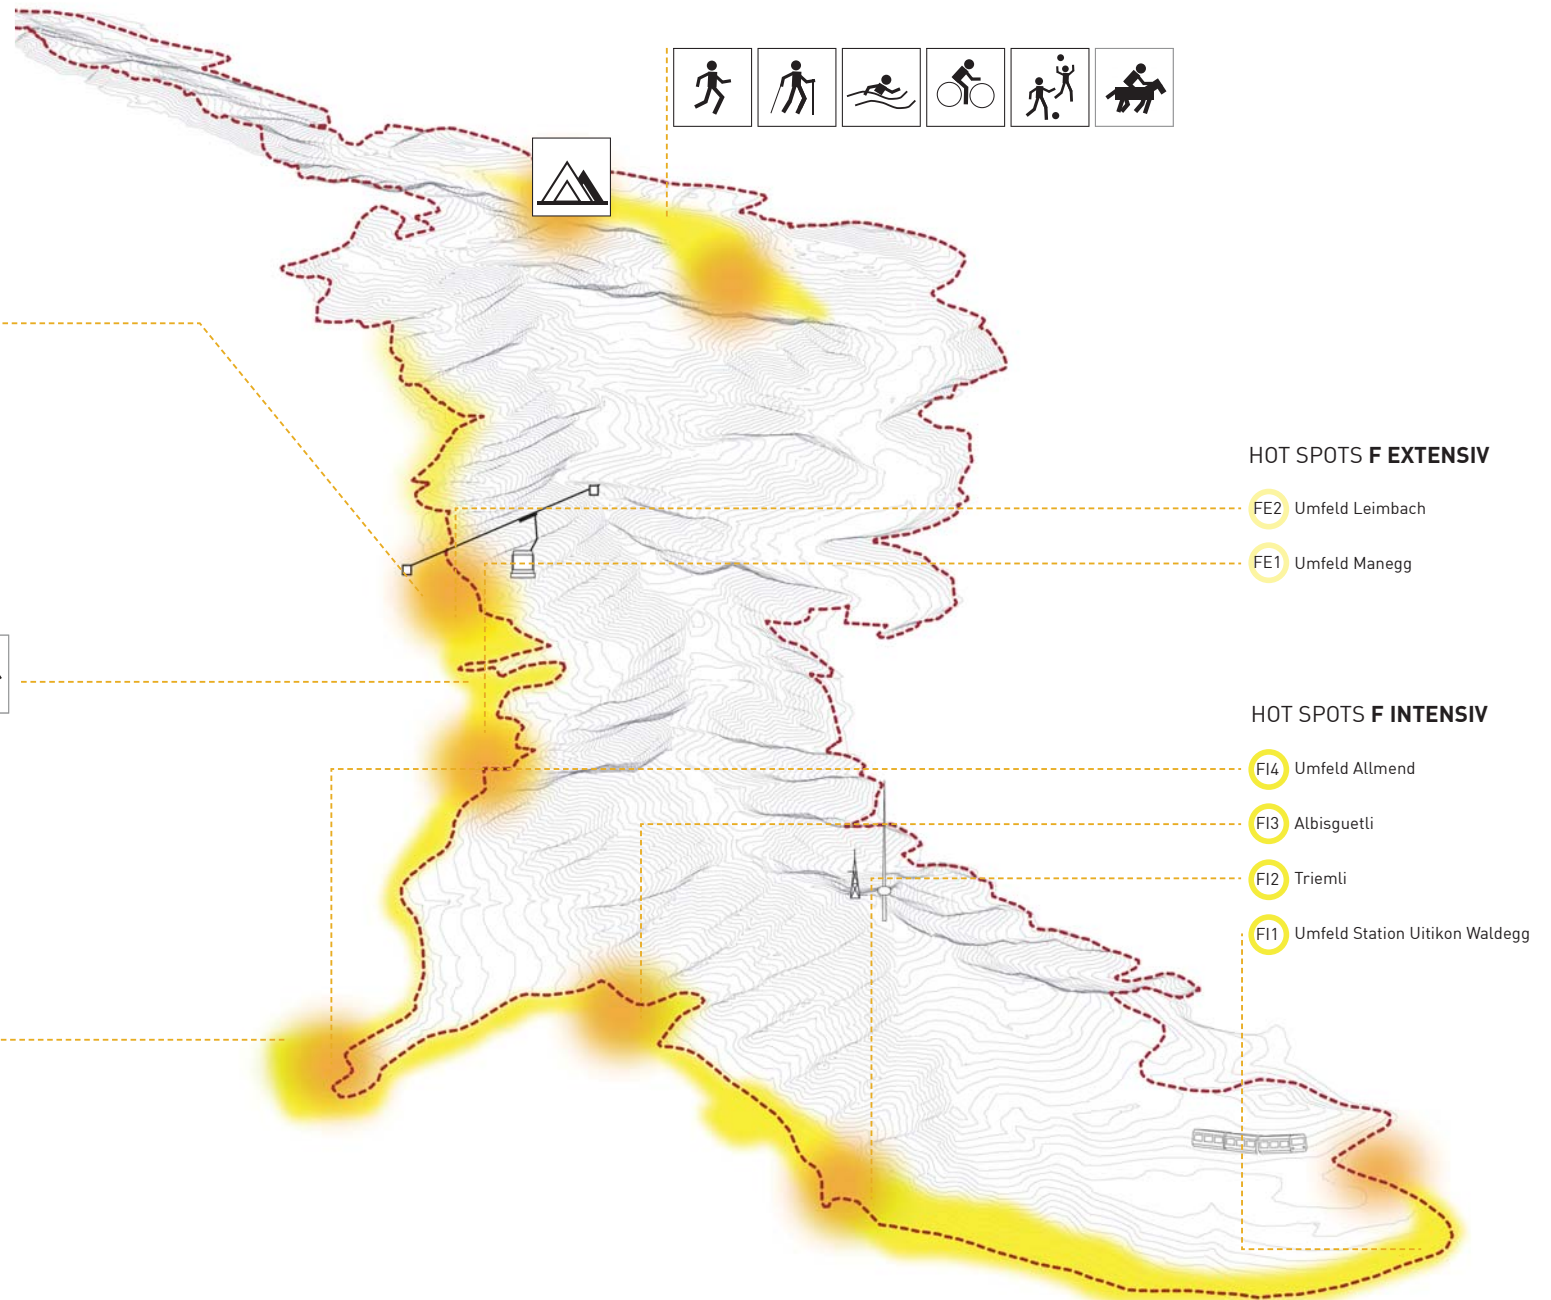 HOT SPOTS F EXTENSIV
FE2 Umfeld Leimbach
FE1 Umfeld Manegg
HOT SPOTS F INTENSIV
FI4 Umfeld Allmend
FI3 Albisguetli
FI2 Triemli
FI1 Umfeld Station Uitikon Waldegg